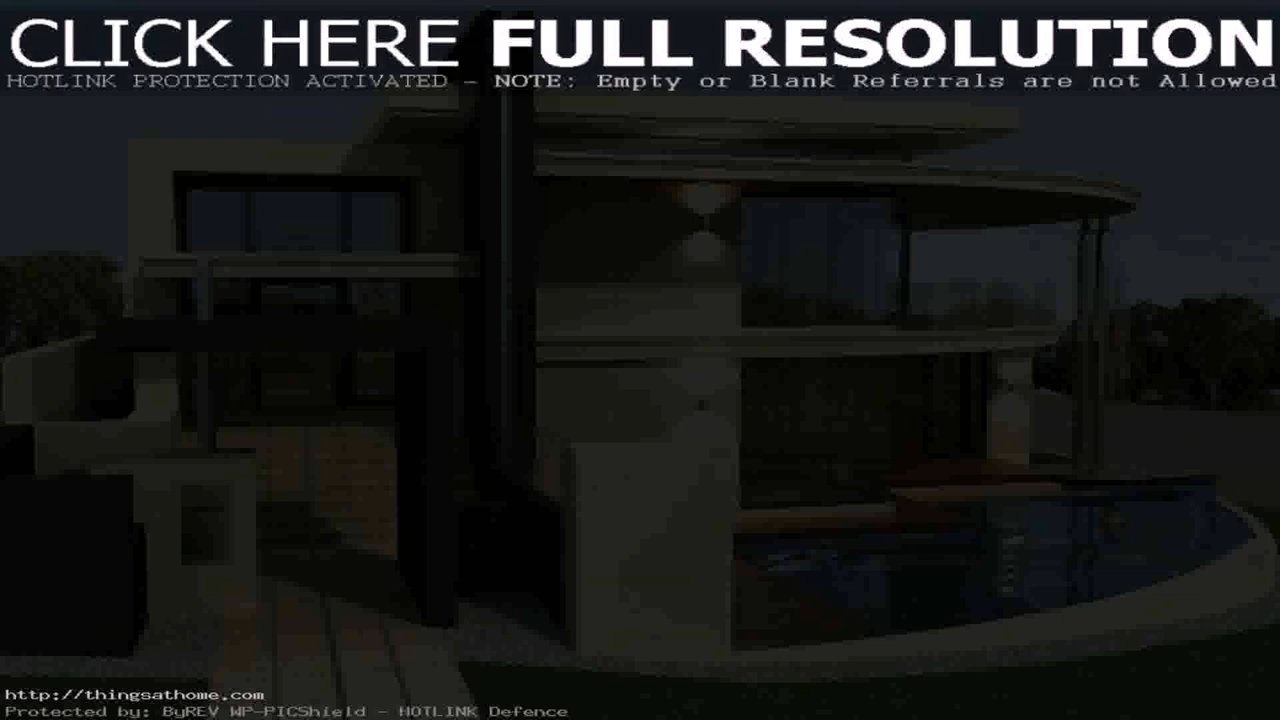 CLICK HERE FULL RESOLUTION
HOTLINK PROTECTION ACTIVATED - NOTE: Empty or Blank Referrals are not Allowed
http://thingsathome.com
Protected by: ByREV WP-PICShield - HOTLINK Defence